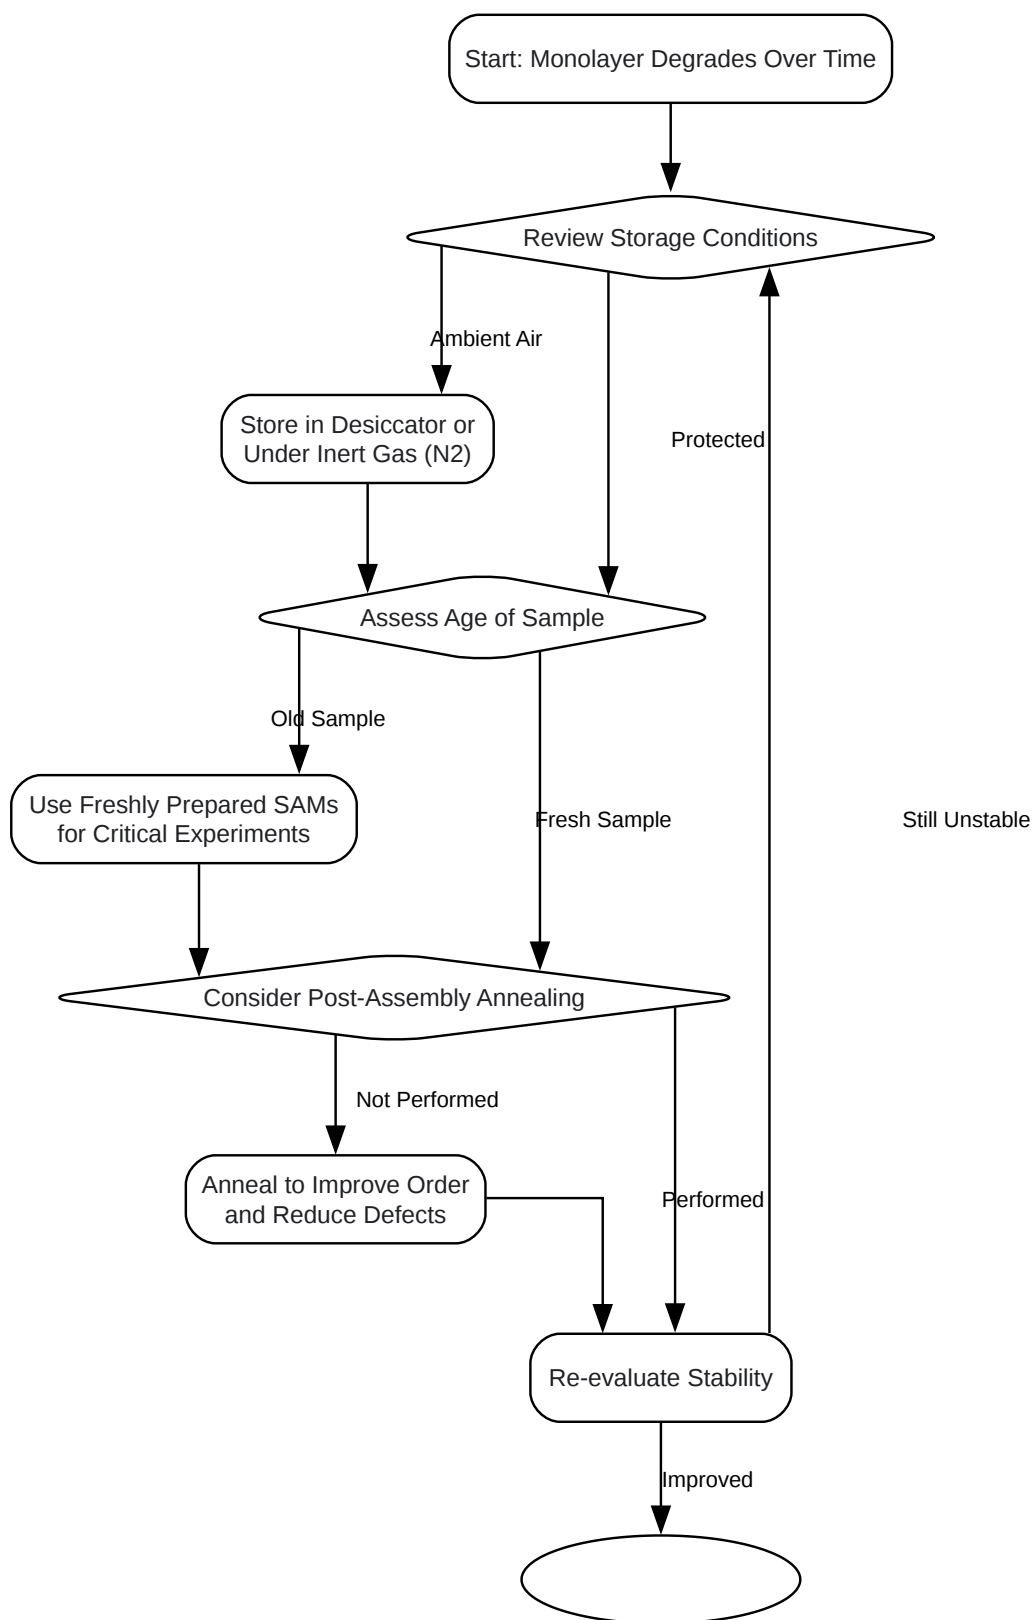 Start: Monolayer Degrades Over Time
Review Storage Conditions
Ambient Air
Store in Desiccator or
Under Inert Gas (N2)
Protected
Assess Age of Sample
Old Sample
Use Freshly Prepared SAMs
for Critical Experiments
Fresh Sample
Still Unstable
Consider Post-Assembly Annealing
Not Performed
Anneal to Improve Order
and Reduce Defects
Performed
Re-evaluate Stability
Improved